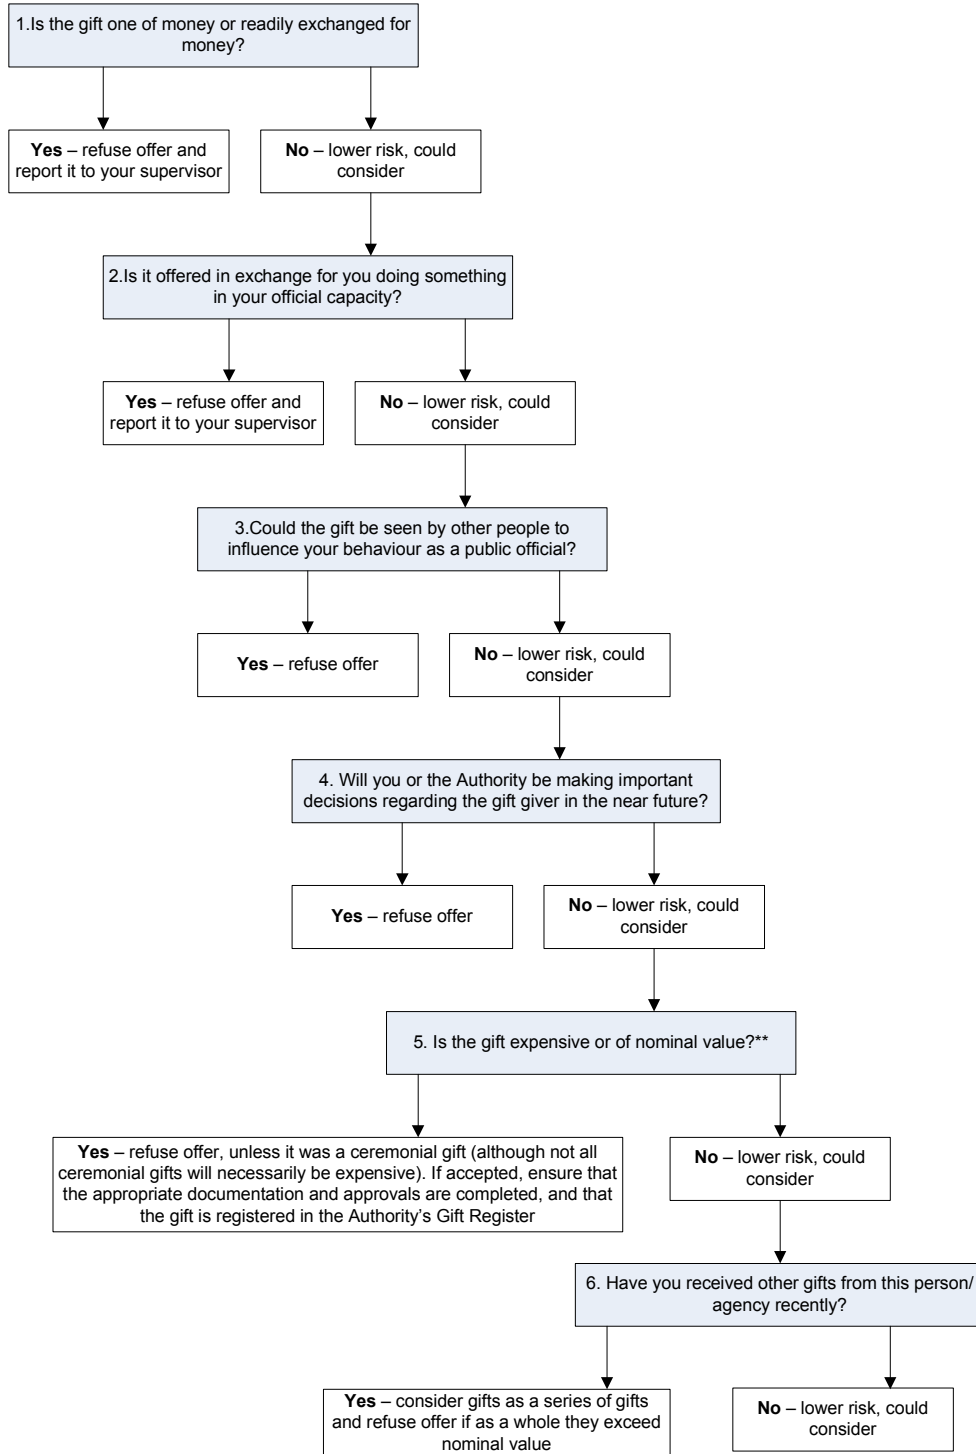 1.Is the gift one of money or readily exchanged for
money?
Yes – refuse offer and
report it to your supervisor
No – lower risk, could
consider
2.Is it offered in exchange for you doing something
in your official capacity?
Yes – refuse offer and
report it to your supervisor
No – lower risk, could
consider
3.Could the gift be seen by other people to
influence your behaviour as a public official?
Yes – refuse offer
No – lower risk, could
consider
4. Will you or the Authority be making important
decisions regarding the gift giver in the near future?
Yes – refuse offer
No – lower risk, could
consider
5. Is the gift expensive or of nominal value?**
Yes – refuse offer, unless it was a ceremonial gift (although not all
ceremonial gifts will necessarily be expensive). If accepted, ensure that
the appropriate documentation and approvals are completed, and that
the gift is registered in the Authority's Gift Register
No – lower risk, could
consider
6. Have you received other gifts from this person/
agency recently?
Yes – consider gifts as a series of gifts
and refuse offer if as a whole they exceed
nominal value
No – lower risk, could
consider